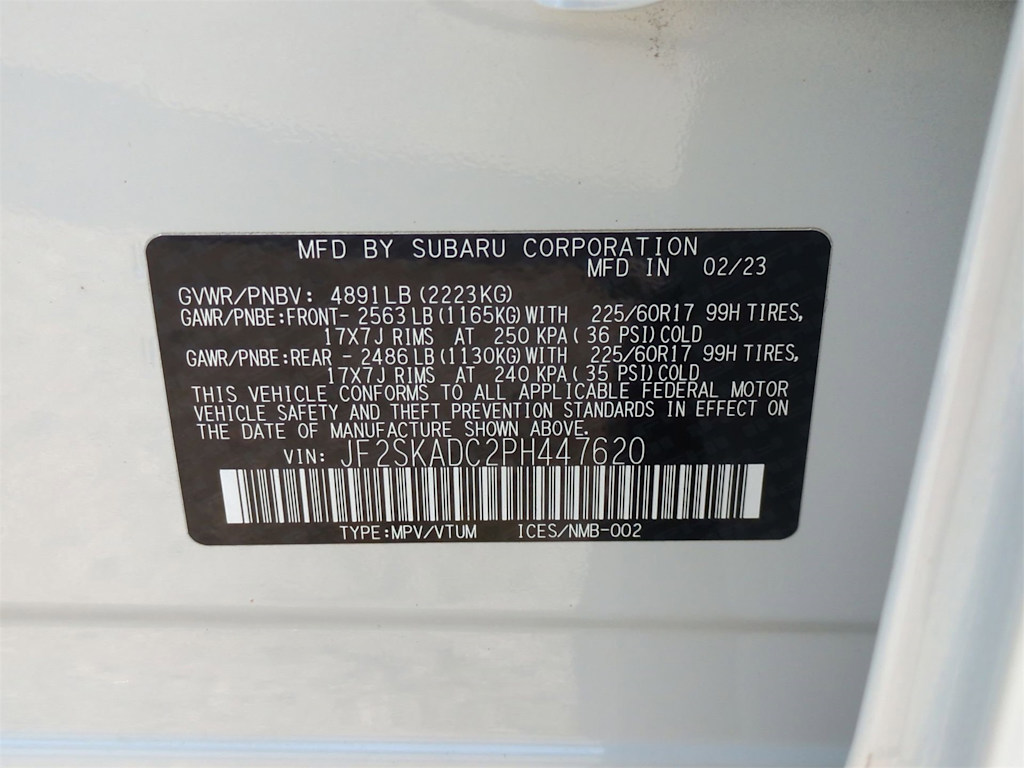 MFD BY SUBARU CORPORATION
MFD IN 02/23
GVWR/PNBV: 4891LB (2223KG)
GAWR/PNBE:FRONT- 2563 LB (1165KG) WITH 225/60R17 99H TIRES,
17X7J RIMS AT 250 KPA ( 36 PSI) COLD
GAWR/PNBE:REAR - 2486 LB (1130KG) WITH 225/60R17 99H TIRES,
17X7J RIMS AT 240 KPA ( 35 PSI) COLD
THIS VEHICLE CONFORMS TO ALL APPLICABLE FEDERAL MOTOR
VEHICLE SAFETY AND THEFT PREVENTION STANDARDS IN EFFECT ON
THE DATE OF MANUFACTURE SHOWN ABOVE.
VIN: JF2SKADC2PH447620
TYPE:MPV/VTUM ICES/NMB-002